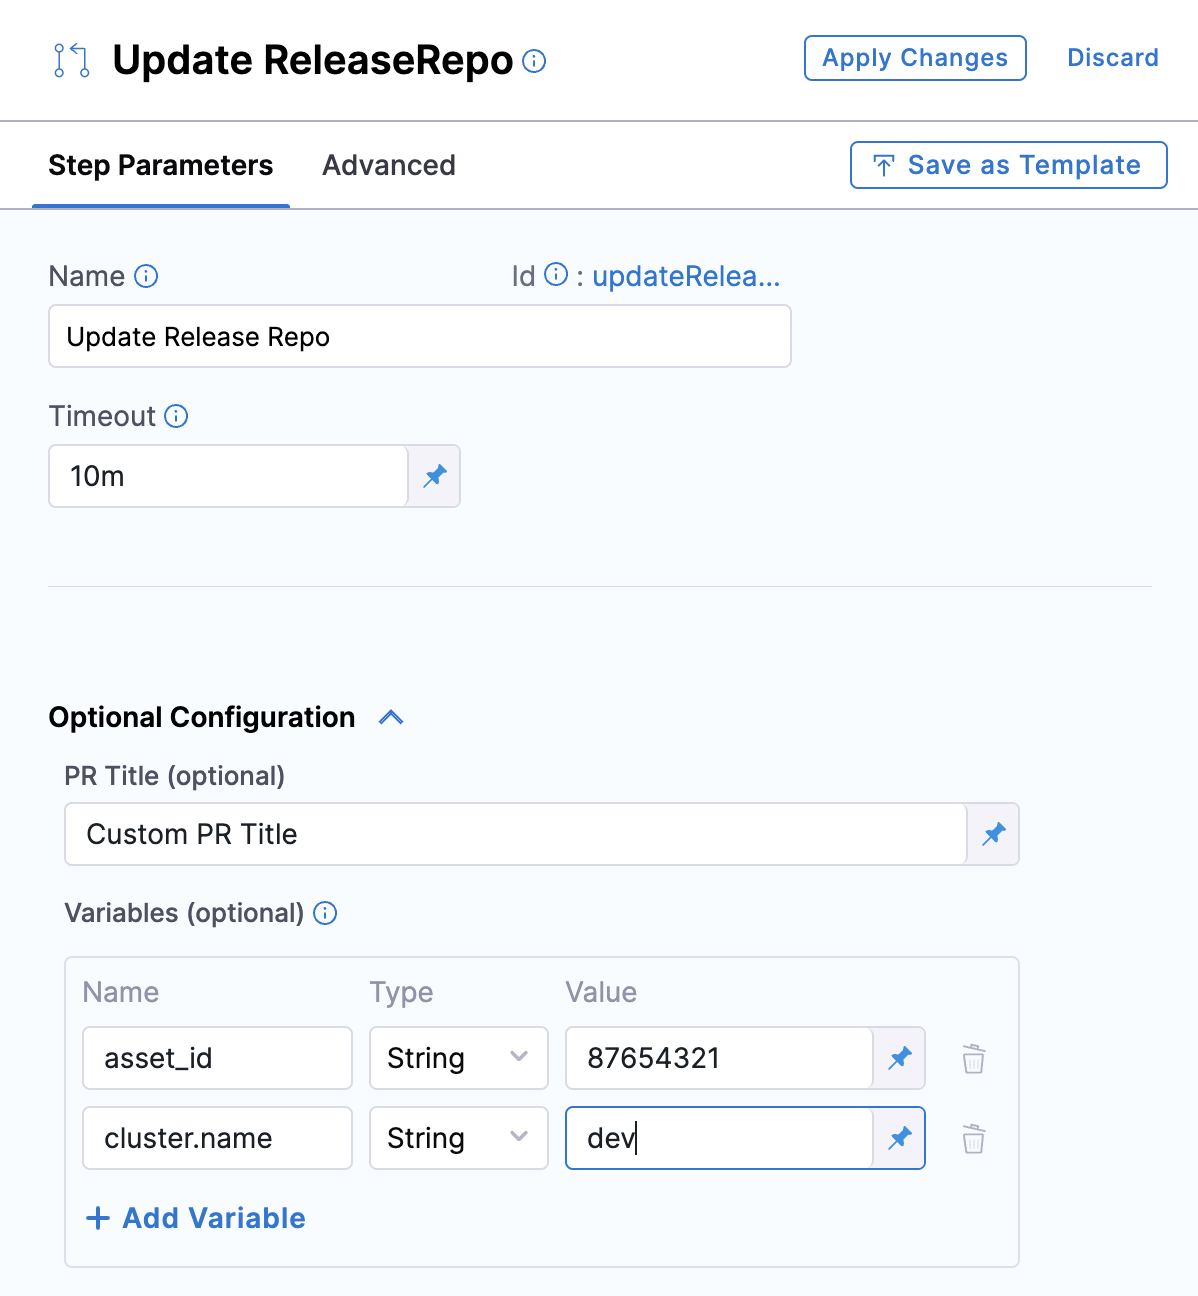 Update ReleaseRepo
Apply Changes
Discard
Step Parameters
Advanced
Save as Template
Name
Id : updateRelea...
Update Release Repo
Timeout
10m
Optional Configuration
PR Title (optional)
Custom PR Title
Variables (optional)
Name Type Value
asset_id String 87654321
cluster.name String dev
+ Add Variable